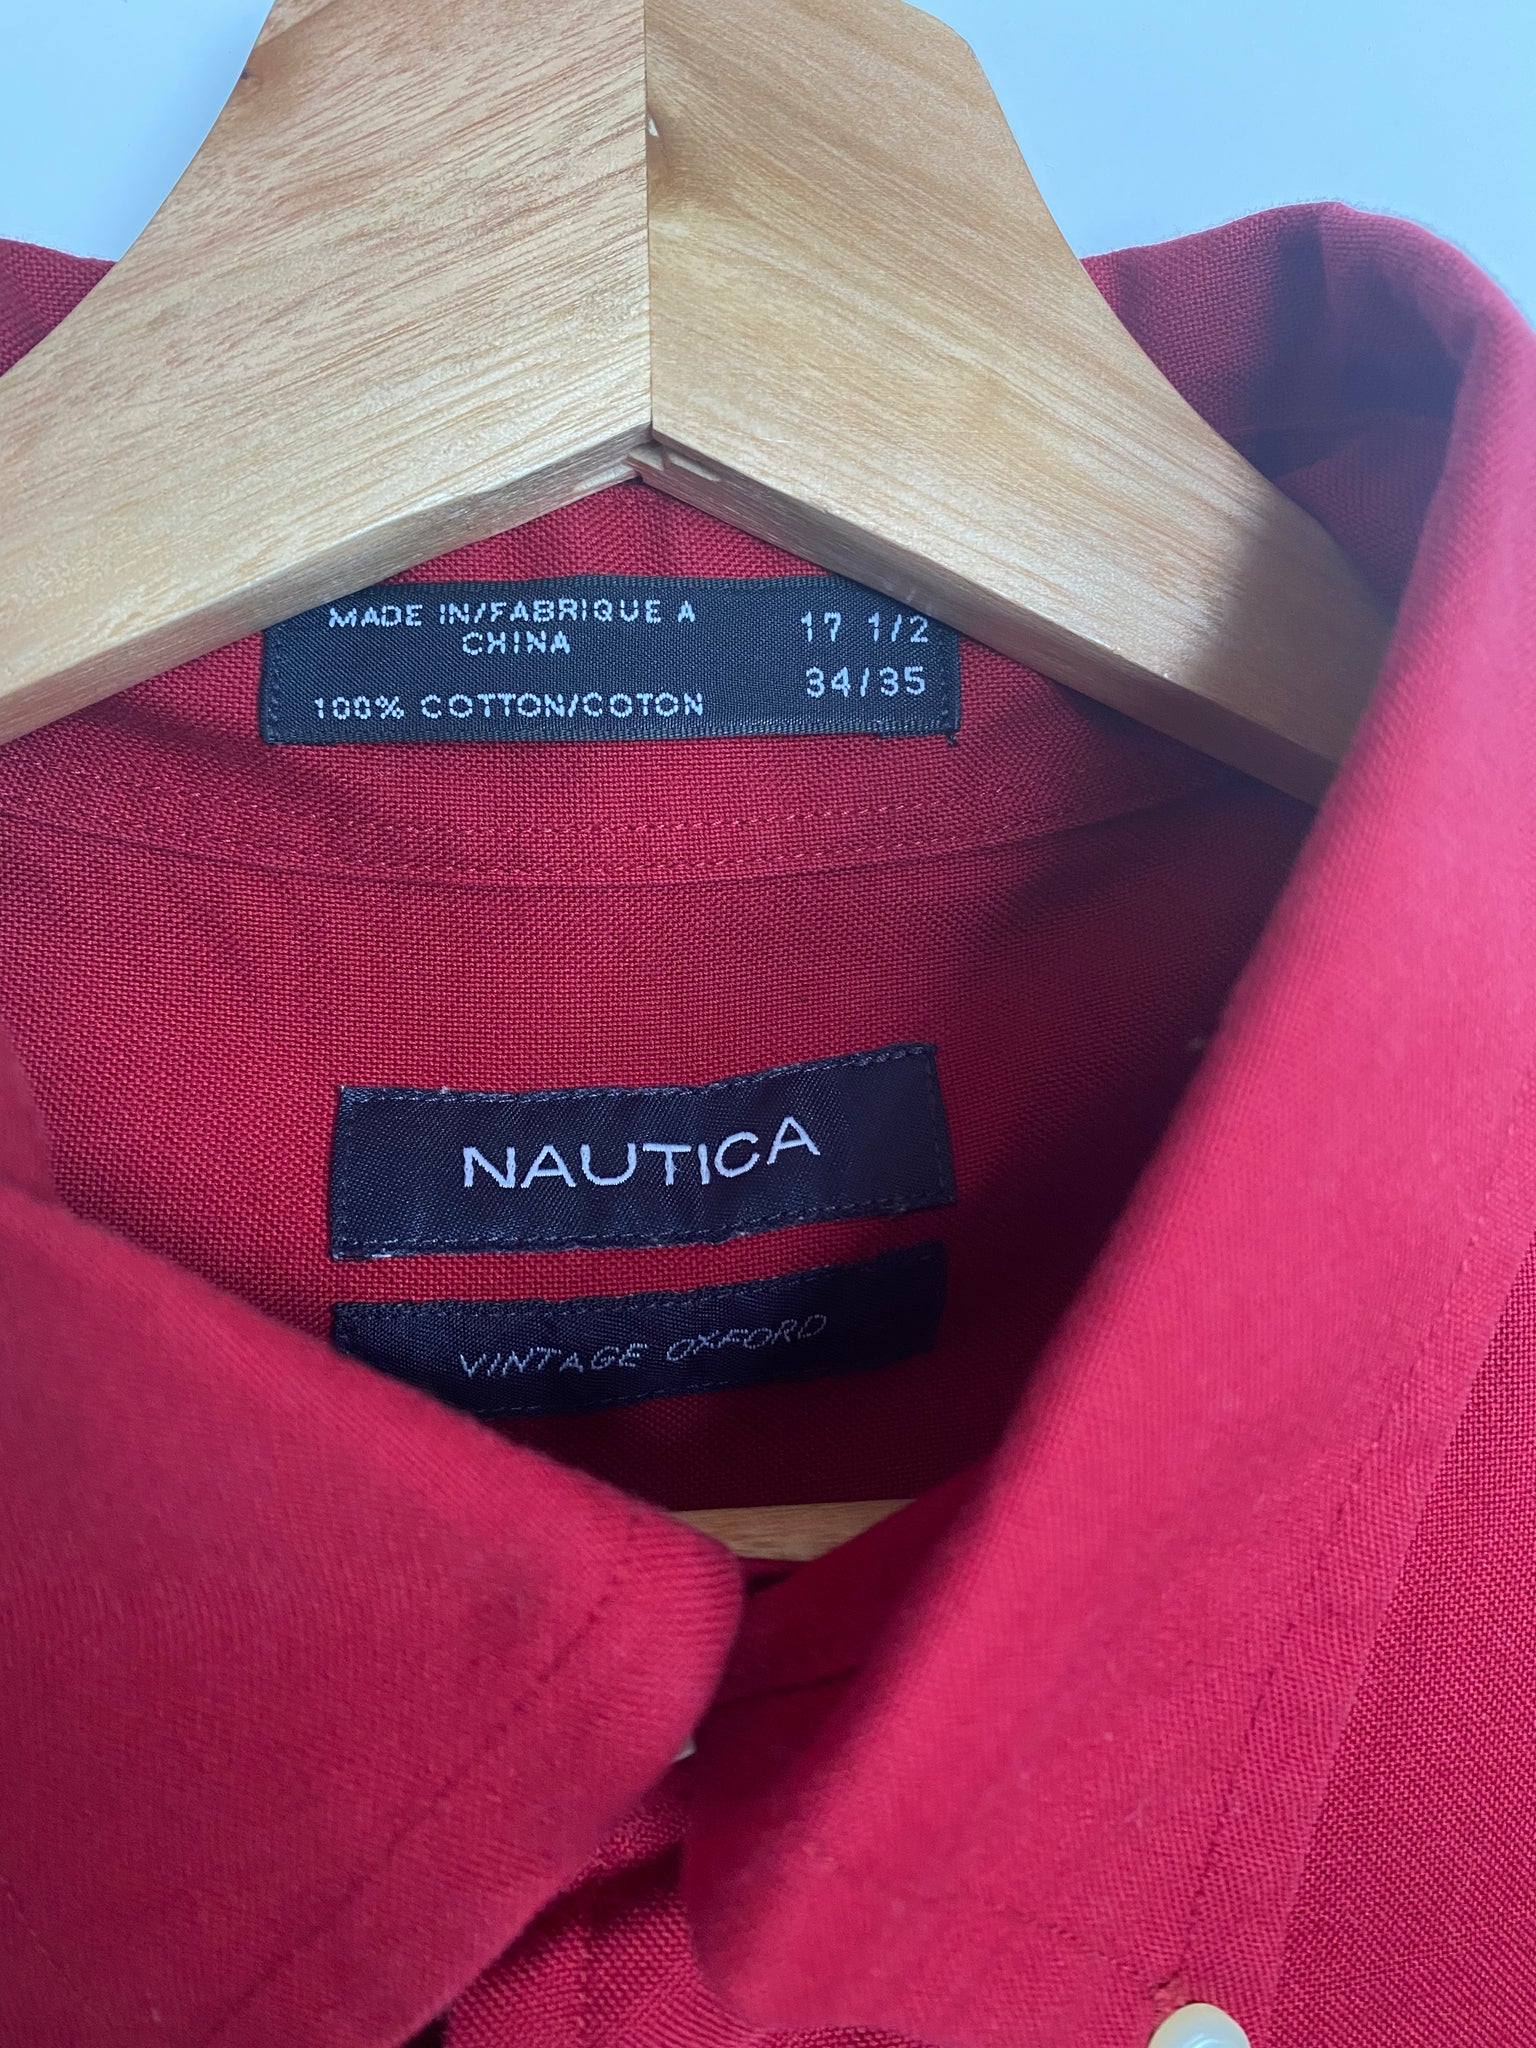 MADE IN/FABRIQUE A
CHINA
100% COTTON/COTON
17 1/2
34/35
NAUTICA
VINTAGE OXFORD